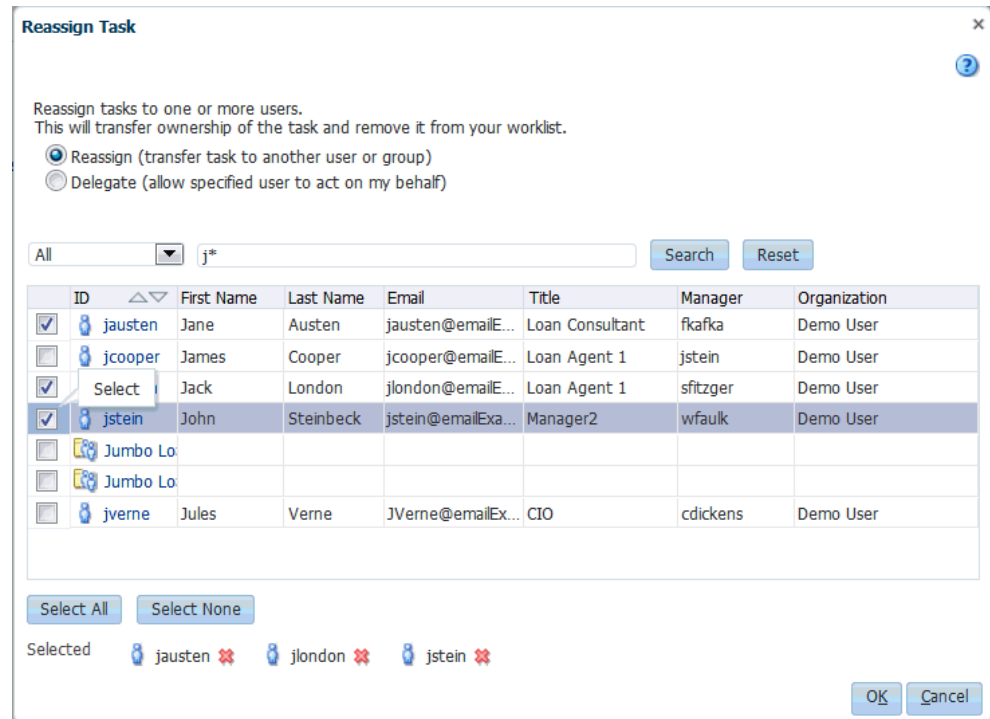 Reassign Task
Reassign tasks to one or more users.
This will transfer ownership of the task and remove it from your worklist.
Reassign (transfer task to another user or group)
Delegate (allow specified user to act on my behalf)
All j* Search Reset
ID First Name Last Name Email Title Manager Organization
jausten Jane Austen jausten@emailE... Loan Consultant fkafka Demo User
jcooper James Cooper jcooper@emailE... Loan Agent 1 jstein Demo User
Select Jack London jlondon@emailE... Loan Agent 1 sfitzger Demo User
jstein John Steinbeck jstein@emailExa... Manager2 wfaulk Demo User
Jumbo Lo
Jumbo Lo
jverne Jules Verne JVerne@emailEx... CIO cdickens Demo User
Select All Select None
Selected jausten jlondon jstein
OK Cancel